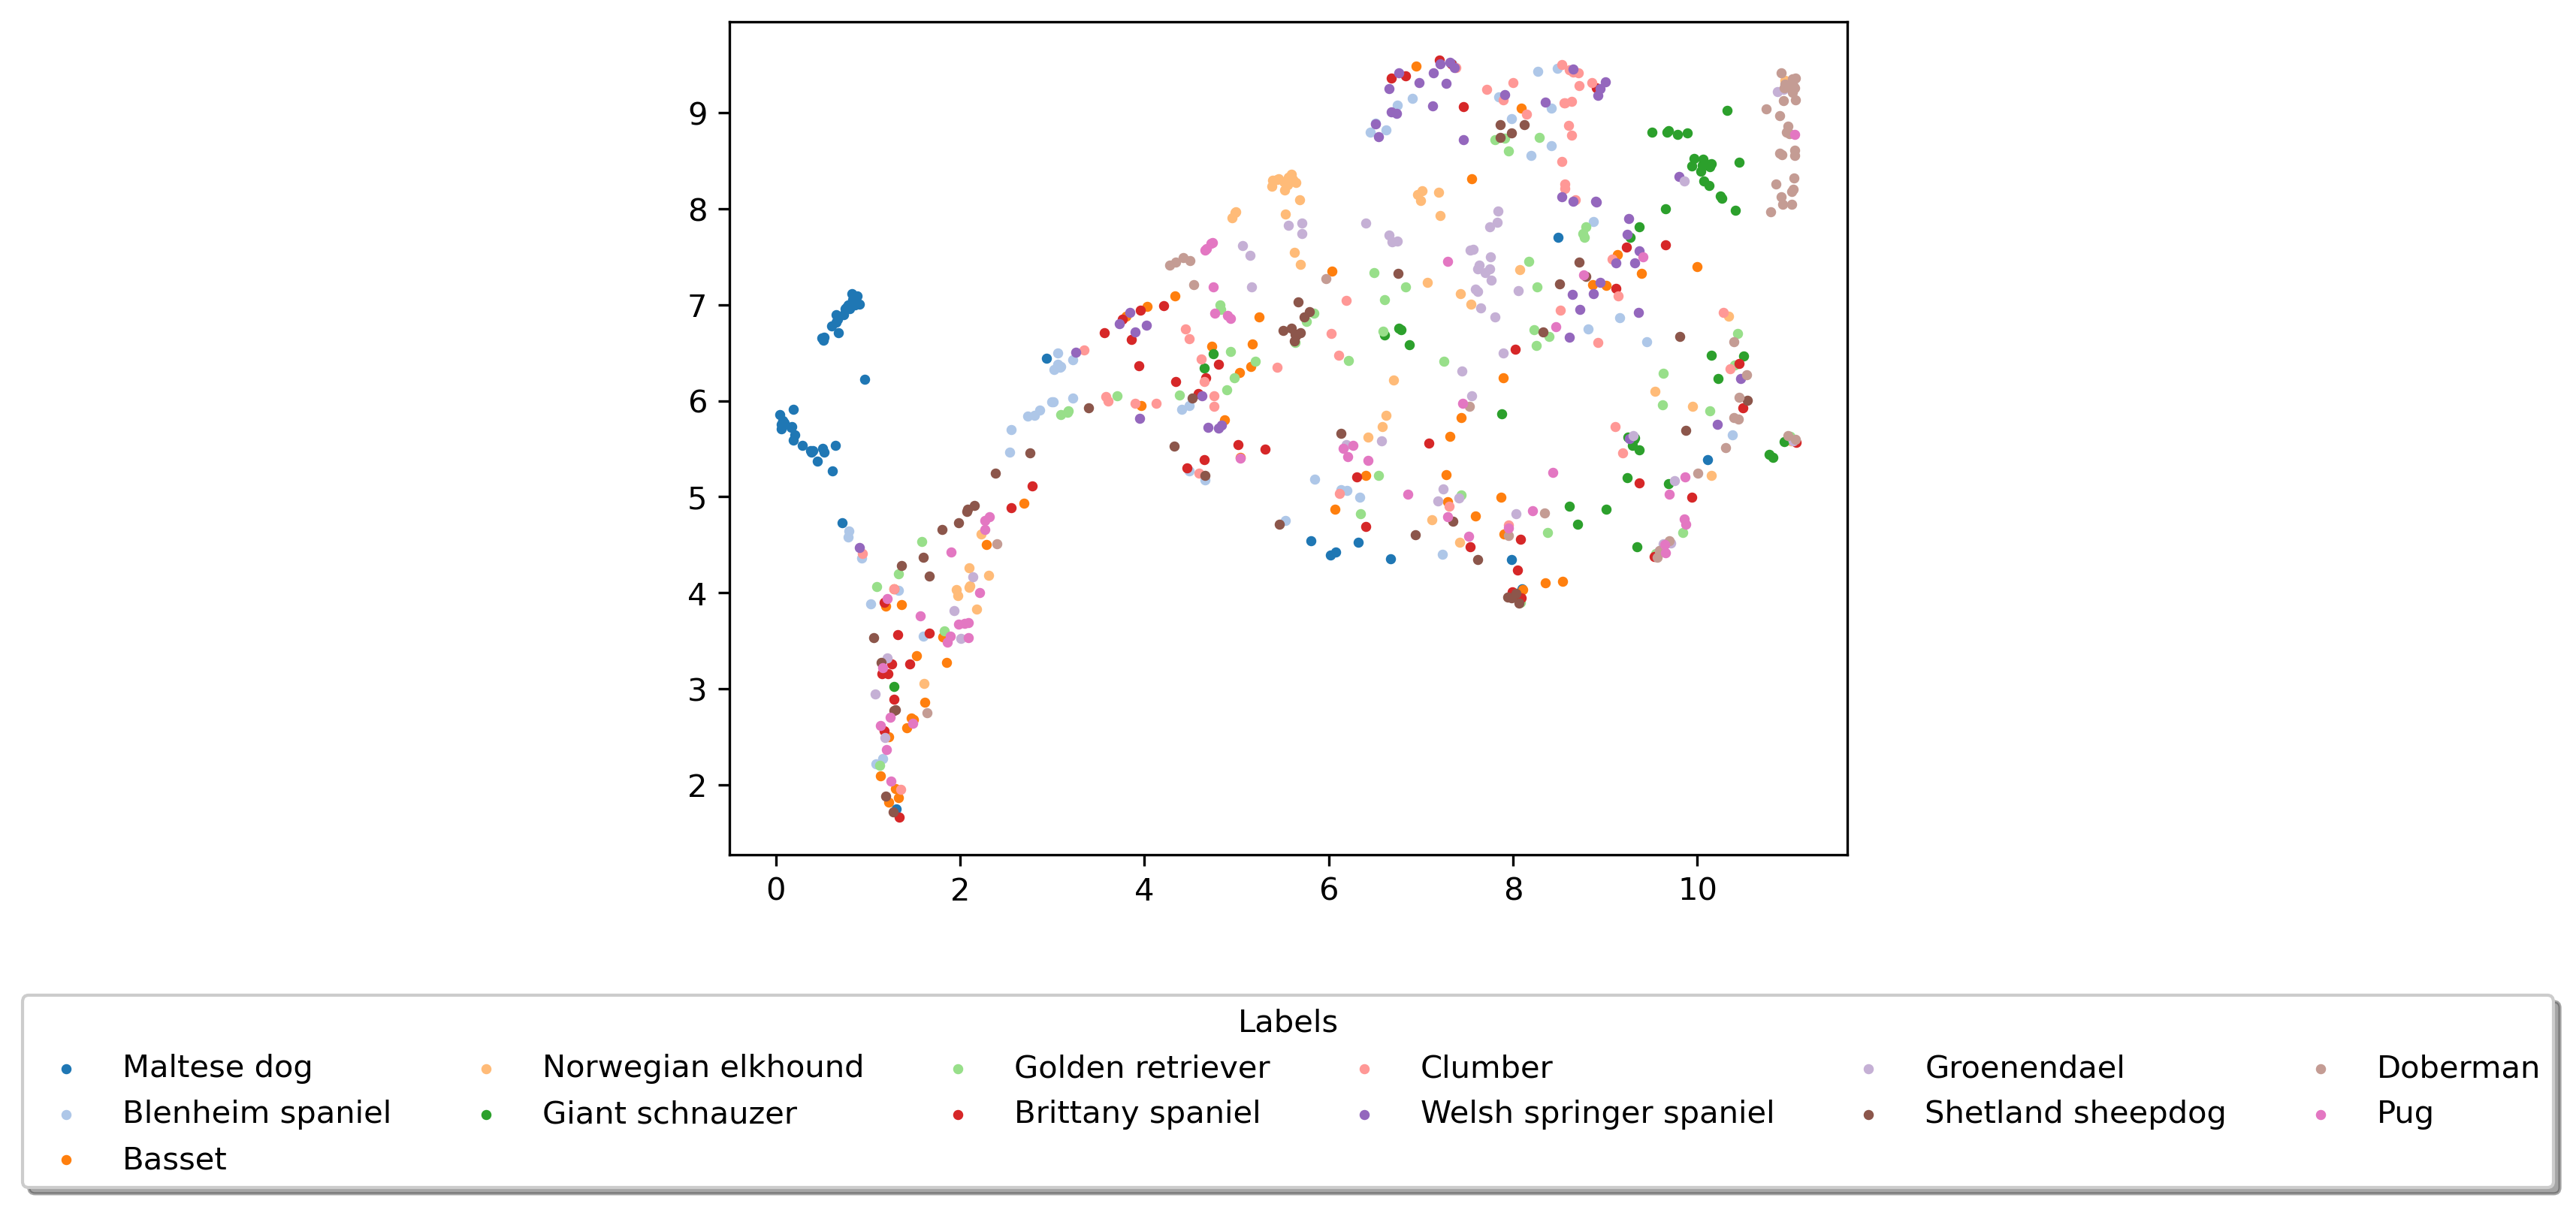 9
8
7
6
5
4
3
2
0 2 4 6 8 10
Labels
Maltese dog Norwegian elkhound Golden retriever Clumber Groenendael Doberman
Blenheim spaniel Giant schnauzer Brittany spaniel Welsh springer spaniel Shetland sheepdog Pug
Basset